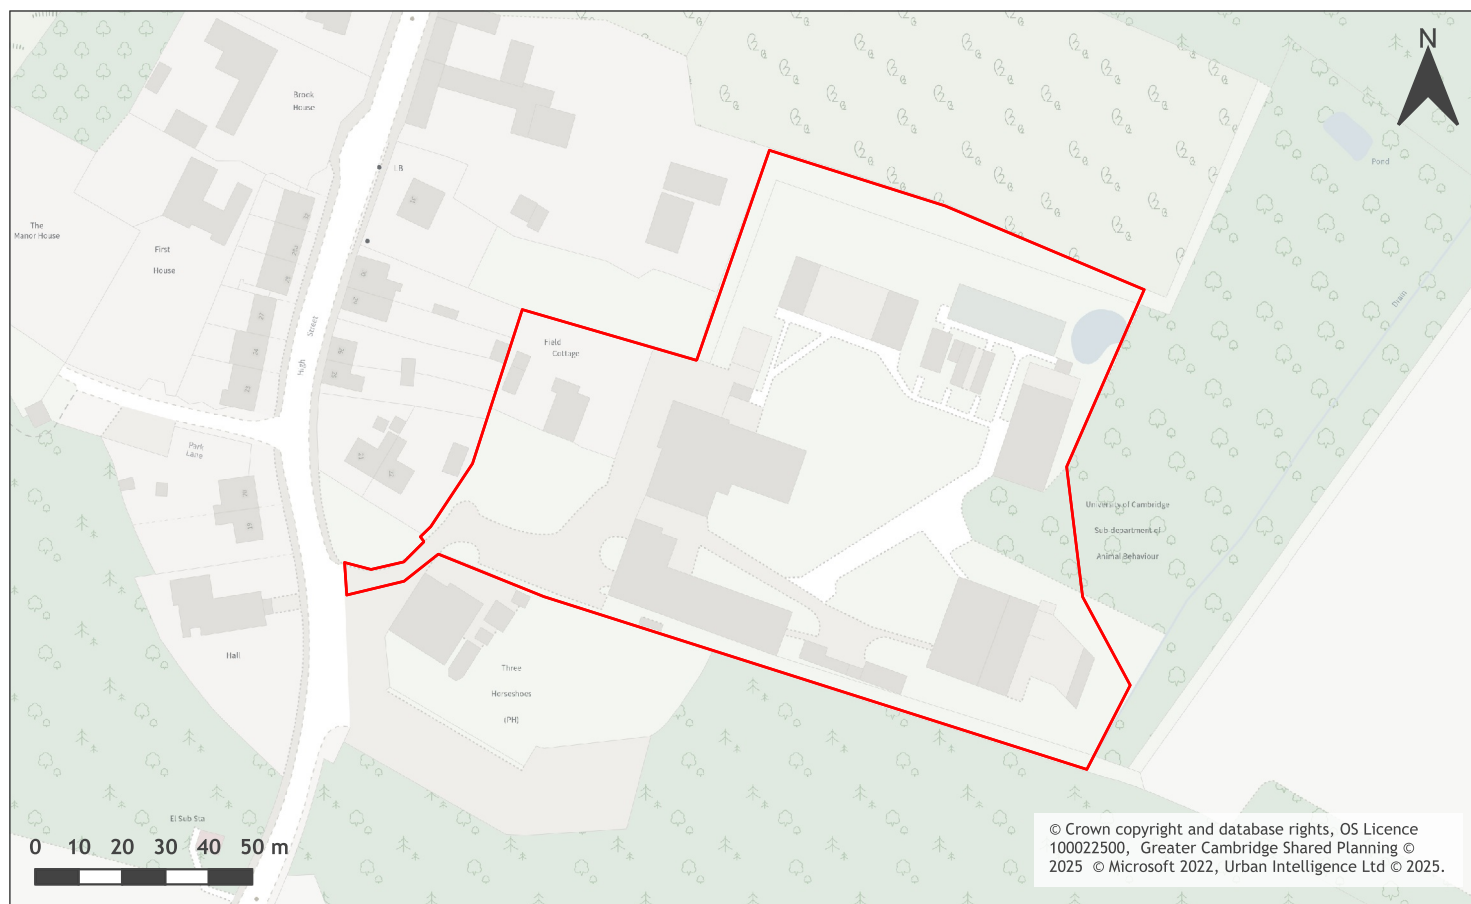 N
Brook
House
LB
Pond
The
Manor House
First
House
High
Street
Field
Cottage
Drain
Park
Lane
University of Cambridge
Sub-department of
Animal Behaviour
Hall
Three
Horseshoes
(PH)
El Sub Sta
0 10 20 30 40 50 m
© Crown copyright and database rights, OS Licence
100022500, Greater Cambridge Shared Planning ©
2025 © Microsoft 2022, Urban Intelligence Ltd © 2025.